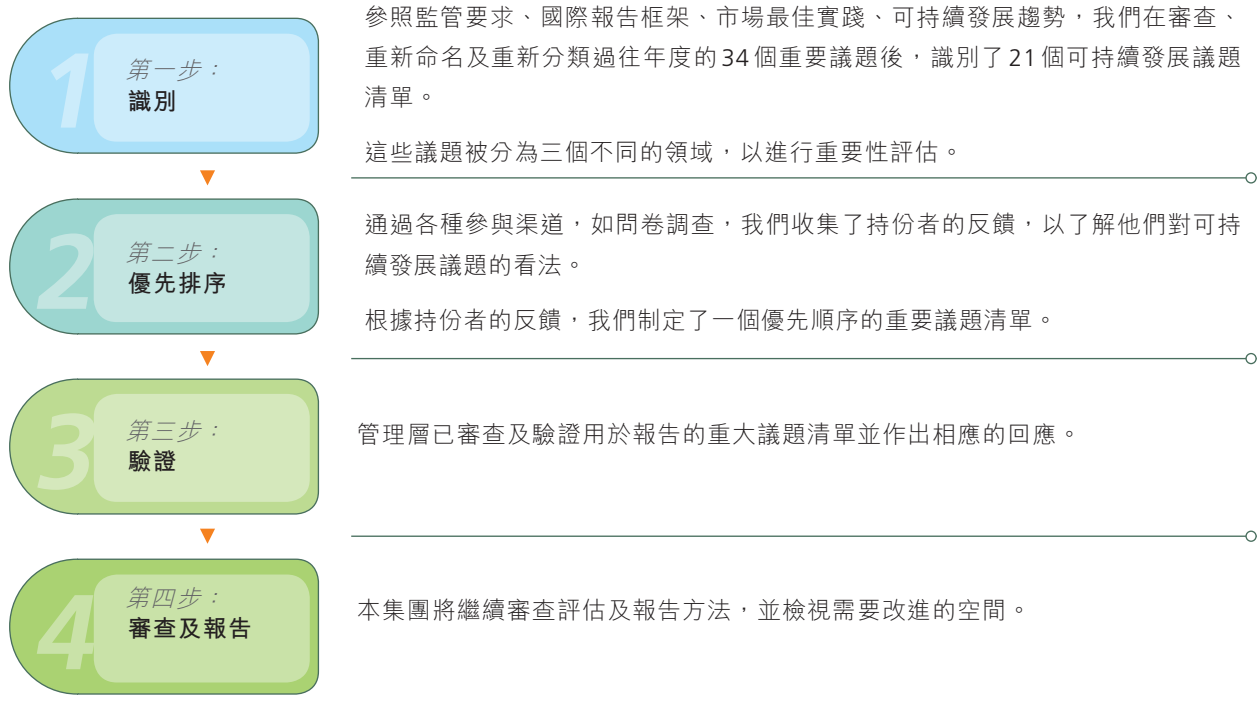 1
第一步：
識別
參照監管要求、國際報告框架、市場最佳實踐、可持續發展趨勢，我們在審查、
重新命名及重新分類過往年度的34個重要議題後，識別了21個可持續發展議題
清單。
這些議題被分為三個不同的領域，以進行重要性評估。
2
第二步：
優先排序
通過各種參與渠道，如問卷調查，我們收集了持份者的反饋，以了解他們對可持
續發展議題的看法。
根據持份者的反饋，我們制定了一個優先順序的重要議題清單。
3
第三步：
驗證
管理層已審查及驗證用於報告的重大議題清單並作出相應的回應。
4
第四步：
審查及報告
本集團將繼續審查評估及報告方法，並檢視需要改進的空間。